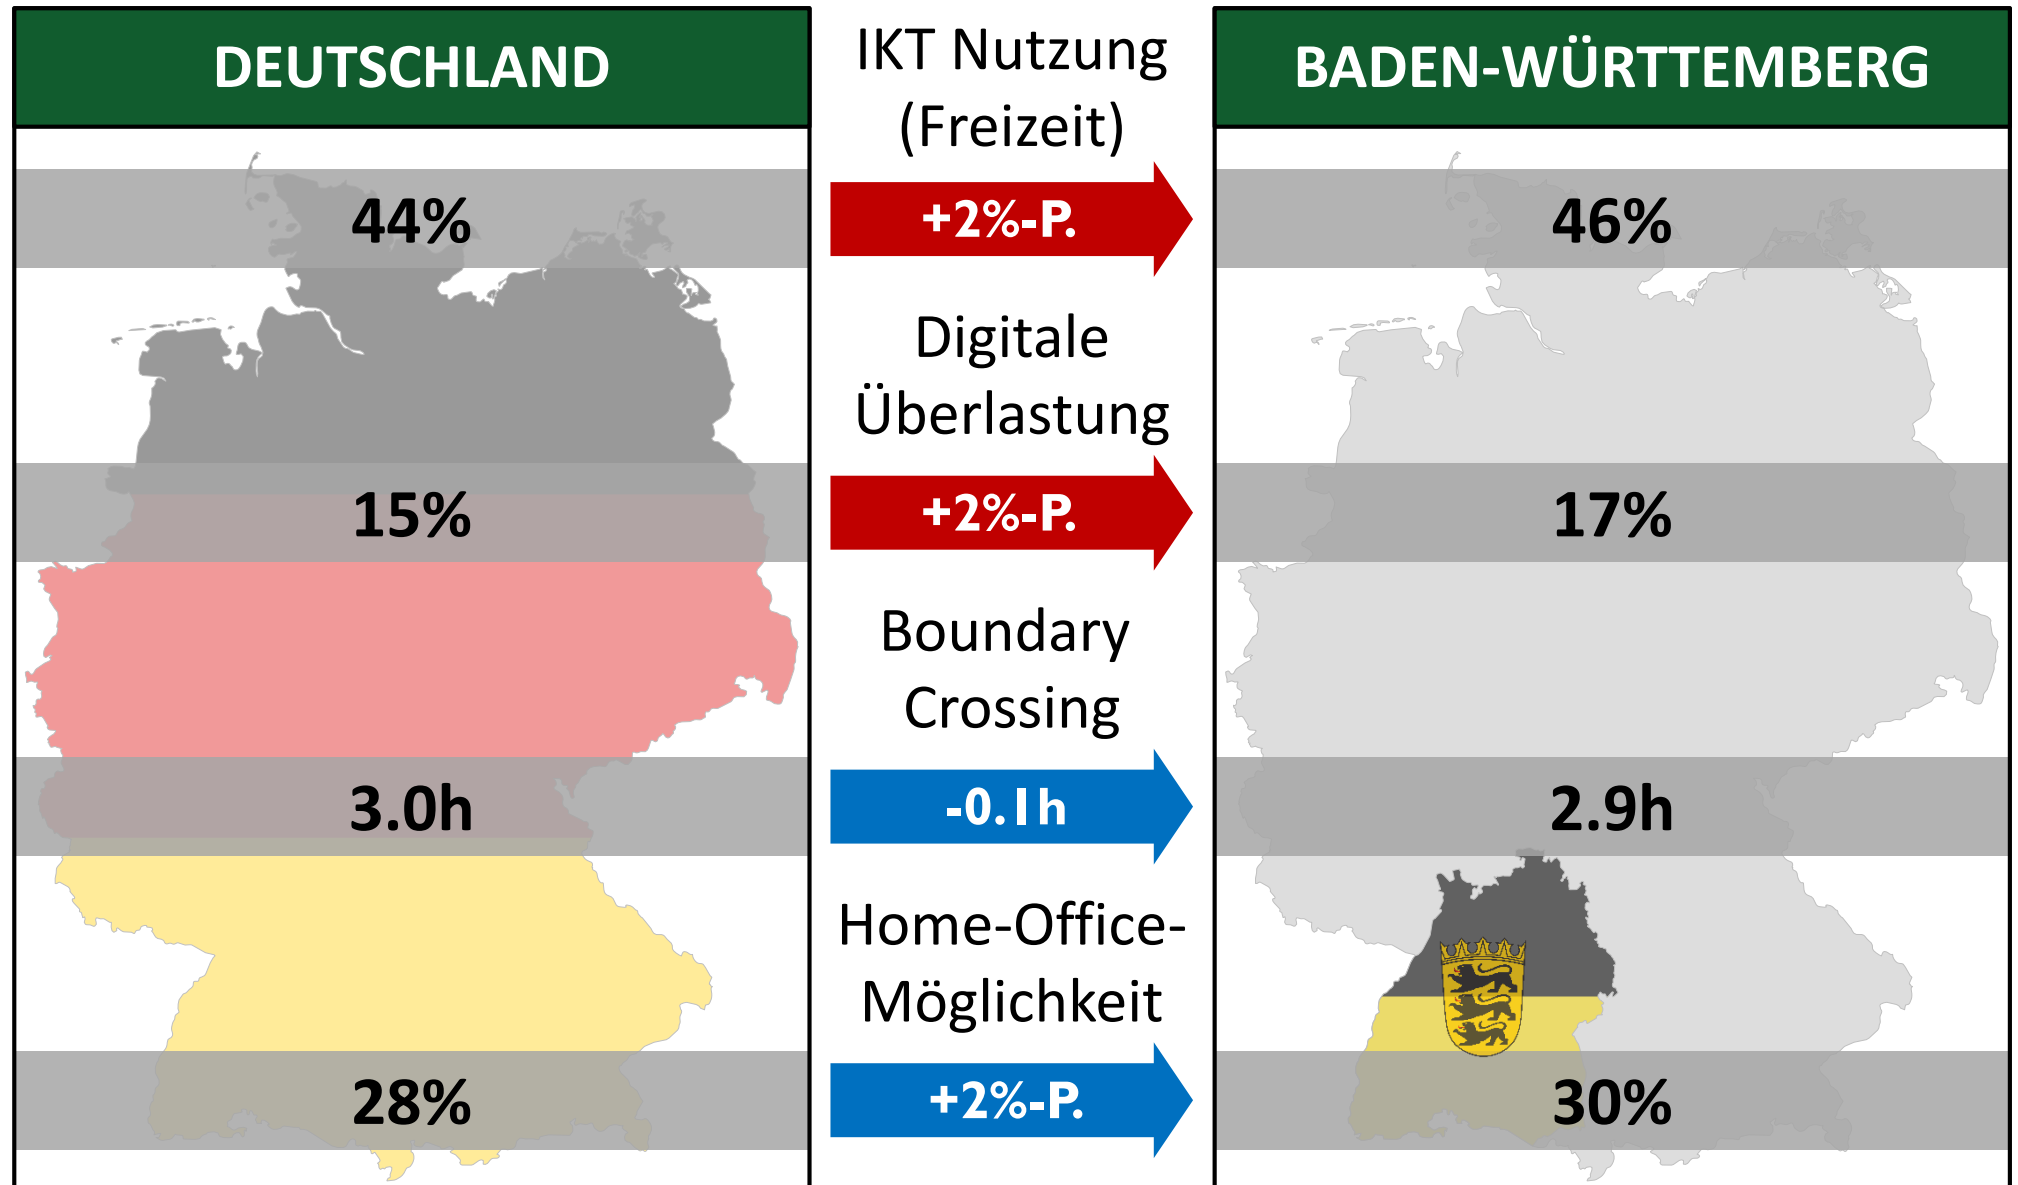 DEUTSCHLAND
IKT Nutzung
(Freizeit)
BADEN-WÜRTTEMBERG
44%
+2%-P.
46%
Digitale
Überlastung
15%
+2%-P.
17%
Boundary
Crossing
3.0h
-0.1h
2.9h
Home-Office-
Möglichkeit
28%
+2%-P.
30%